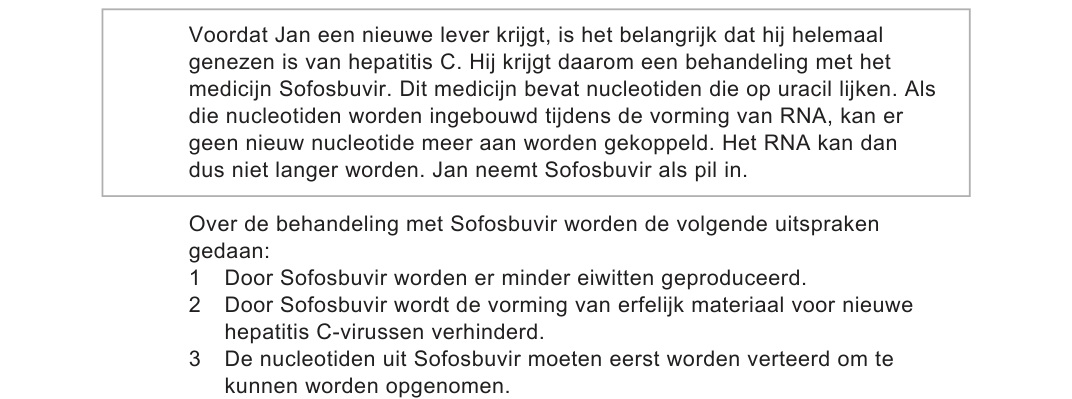 Voordat Jan een nieuwe lever krijgt, is het belangrijk dat hij helemaal
genezen is van hepatitis C. Hij krijgt daarom een behandeling met het
medicijn Sofosbuvir. Dit medicijn bevat nucleotiden die op uracil lijken. Als
die nucleotiden worden ingebouwd tijdens de vorming van RNA, kan er
geen nieuw nucleotide meer aan worden gekoppeld. Het RNA kan dan
dus niet langer worden. Jan neemt Sofosbuvir als pil in.
Over de behandeling met Sofosbuvir worden de volgende uitspraken
gedaan:
1 Door Sofosbuvir worden er minder eiwitten geproduceerd.
2 Door Sofosbuvir wordt de vorming van erfelijk materiaal voor nieuwe
hepatitis C-virussen verhinderd.
3 De nucleotiden uit Sofosbuvir moeten eerst worden verteerd om te
kunnen worden opgenomen.